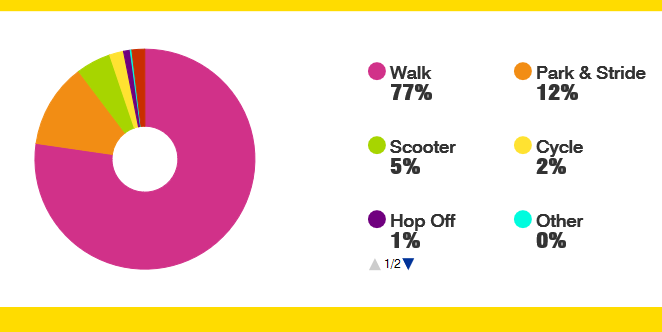 Walk
77%
Park & Stride
12%
Scooter
5%
Cycle
2%
Hop Off
1%
Other
0%
1/2